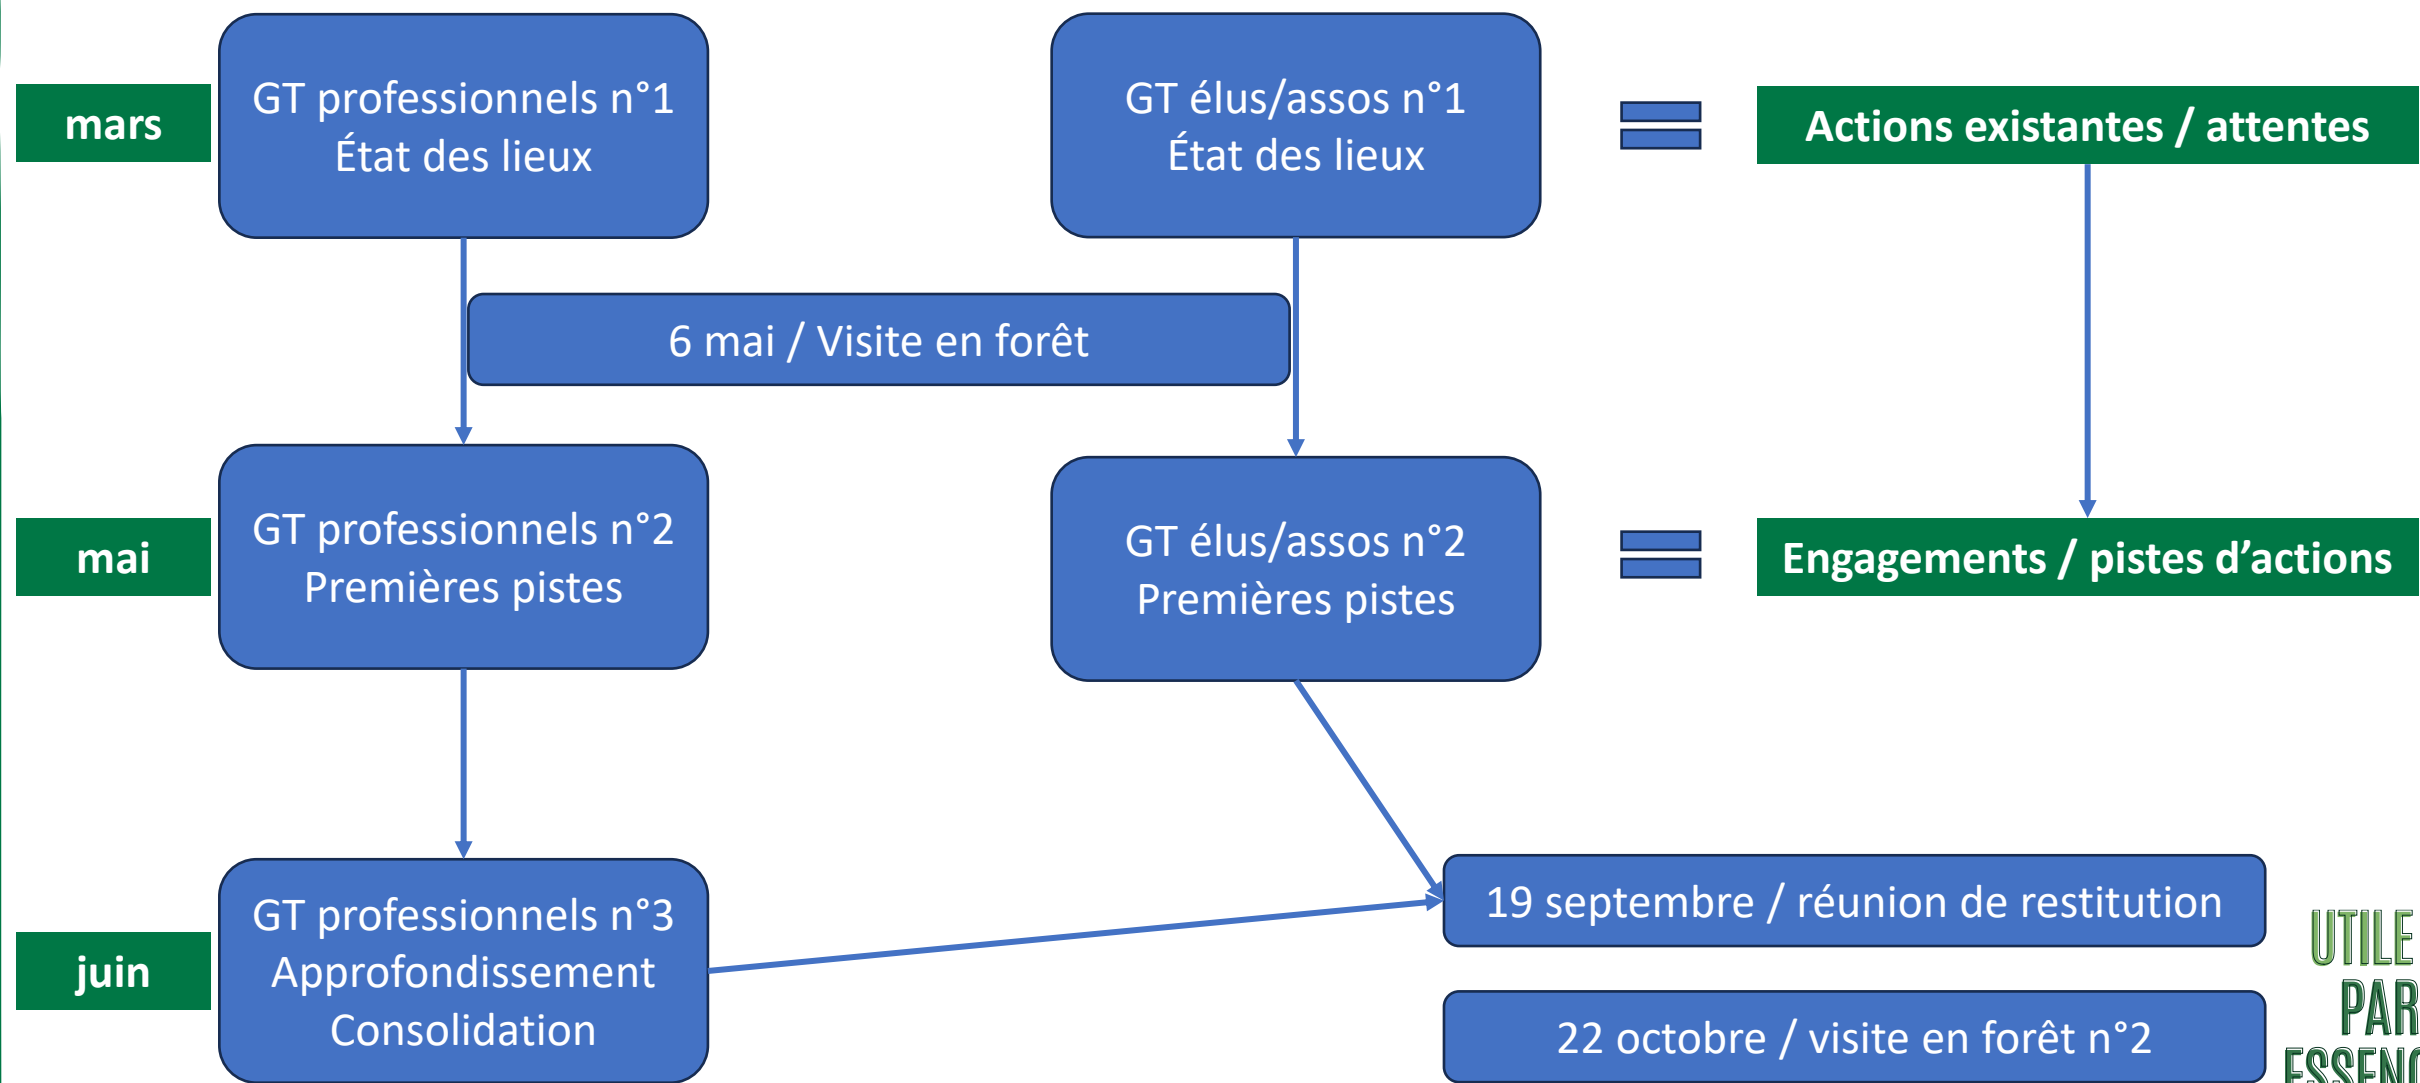 mars
GT professionnels n°1
État des lieux
GT élus/assos n°1
État des lieux
Actions existantes / attentes
6 mai / Visite en forêt
mai
GT professionnels n°2
Premières pistes
GT élus/assos n°2
Premières pistes
Engagements / pistes d’actions
juin
GT professionnels n°3
Approfondissement
Consolidation
19 septembre / réunion de restitution
22 octobre / visite en forêt n°2
UTILE
PAR